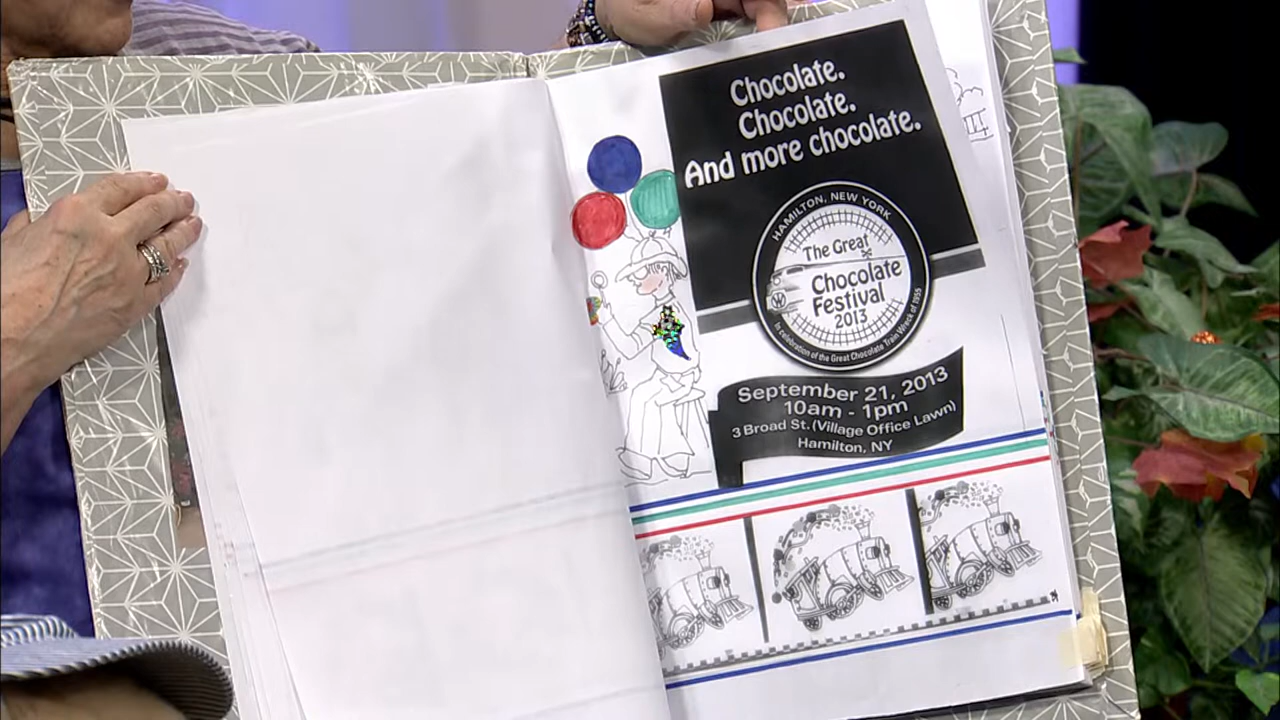 Chocolate.
Chocolate.
And more chocolate.
HAMILTON, NEW YORK
The Great
Chocolate
Festival
2013
In celebration of the Great Chocolate Train Wreck of 1955
September 21, 2013
10am - 1pm
3 Broad St. (Village Office Lawn)
Hamilton, NY